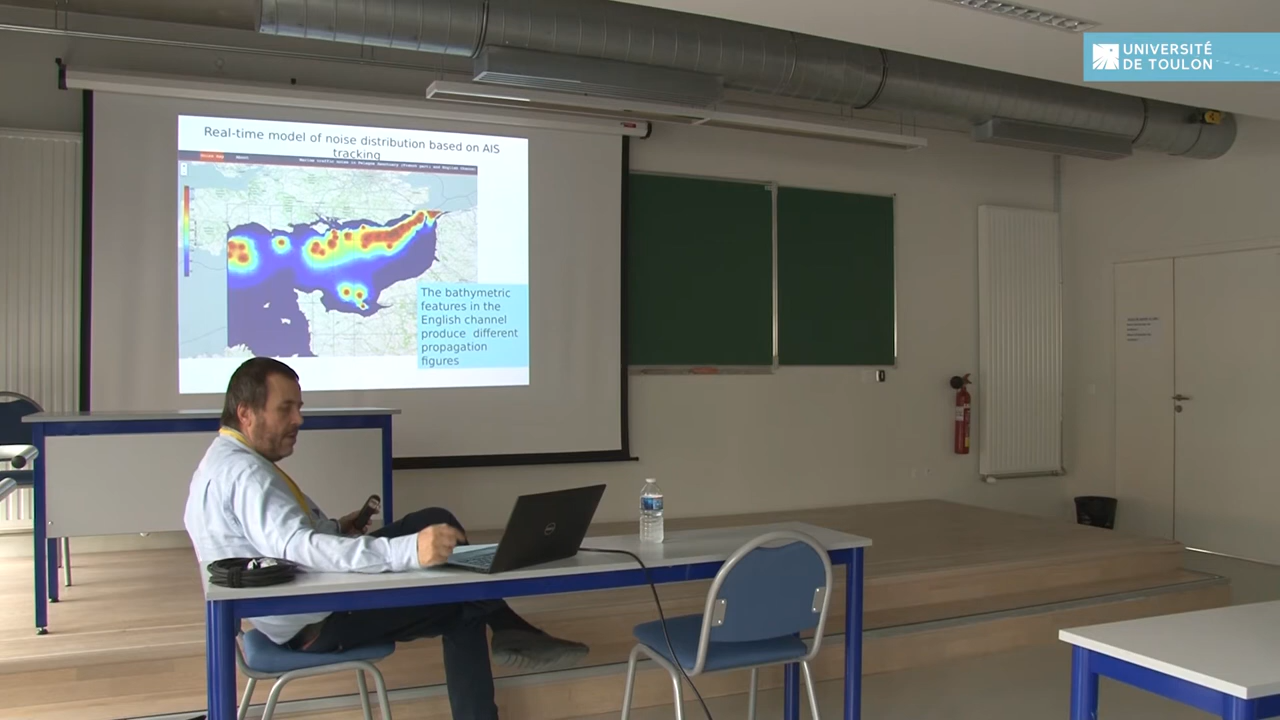 UNIVERSITÉ
DE TOULON
Real-time model of noise distribution based on AIS
tracking
The bathymetric
features in the
English channel
produce different
propagation
figures
DELL